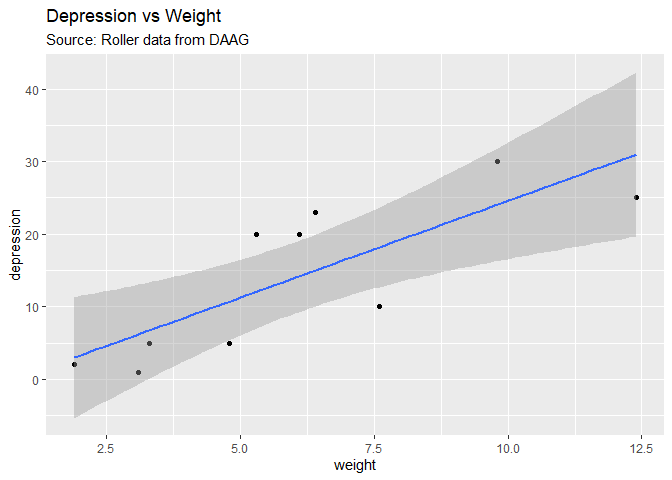 Depression vs Weight
Source: Roller data from DAAG
40
30
20
10
0
depression
2.5 5.0 7.5 10.0 12.5
weight